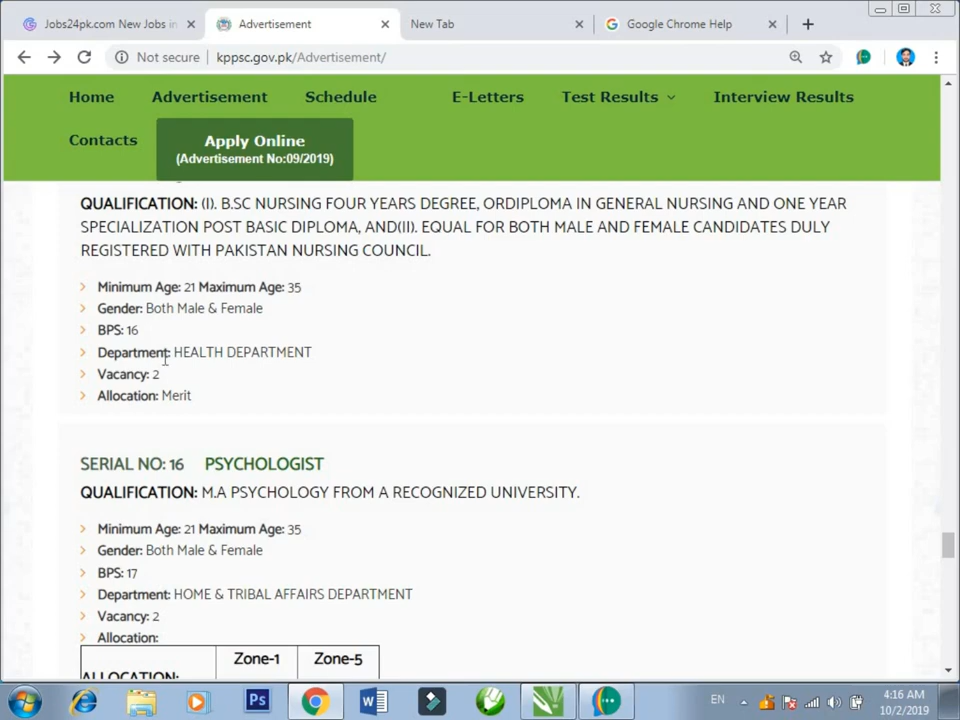 Jobs24pk.com New Jobs in
Advertisement
New Tab
Google Chrome Help
Not secure
kppsc.gov.pk/Advertisement/
Home
Advertisement
Schedule
E-Letters
Test Results
Interview Results
Contacts
Apply Online
(Advertisement No:09/2019)
QUALIFICATION: (I). B.SC NURSING FOUR YEARS DEGREE, ORDIPLOMA IN GENERAL NURSING AND ONE YEAR
SPECIALIZATION POST BASIC DIPLOMA, AND(II). EQUAL FOR BOTH MALE AND FEMALE CANDIDATES DULY
REGISTERED WITH PAKISTAN NURSING COUNCIL.
Minimum Age: 21 Maximum Age: 35
Gender: Both Male & Female
BPS: 16
Department: HEALTH DEPARTMENT
Vacancy: 2
Allocation: Merit
SERIAL NO: 16 PSYCHOLOGIST
QUALIFICATION: M.A PSYCHOLOGY FROM A RECOGNIZED UNIVERSITY.
Minimum Age: 21 Maximum Age: 35
Gender: Both Male & Female
BPS: 17
Department: HOME & TRIBAL AFFAIRS DEPARTMENT
Vacancy: 2
Allocation:
Zone-1 Zone-5
ALLOCATION:
Ps
EN
4:16 AM
10/2/2019